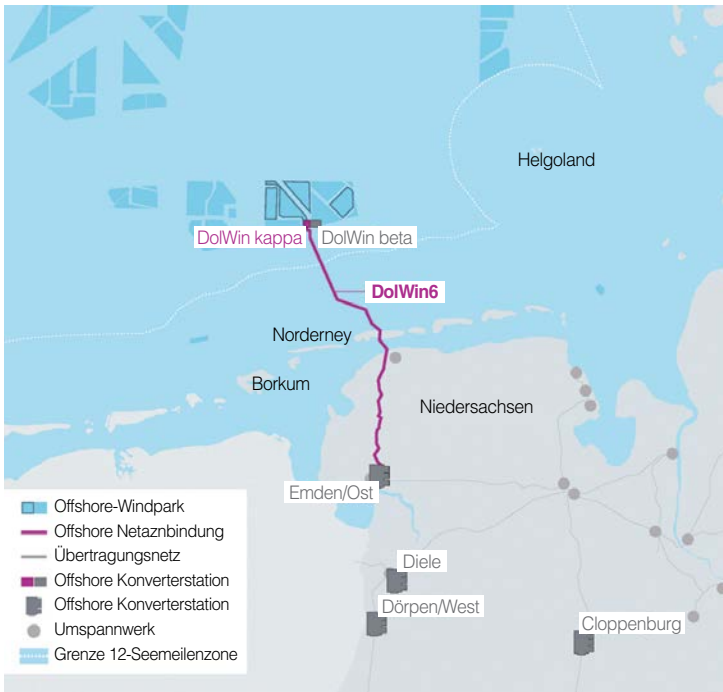 Helgoland
DolWin kappa
DolWin beta
DolWin6
Norderney
Borkum
Niedersachsen
Emden/Ost
Diele
Dörpen/West
Cloppenburg
Offshore-Windpark
Offshore Netaznbindung
Übertragungsnetz
Offshore Konverterstation
Offshore Konverterstation
Umspannwerk
Grenze 12-Seemeilenzone